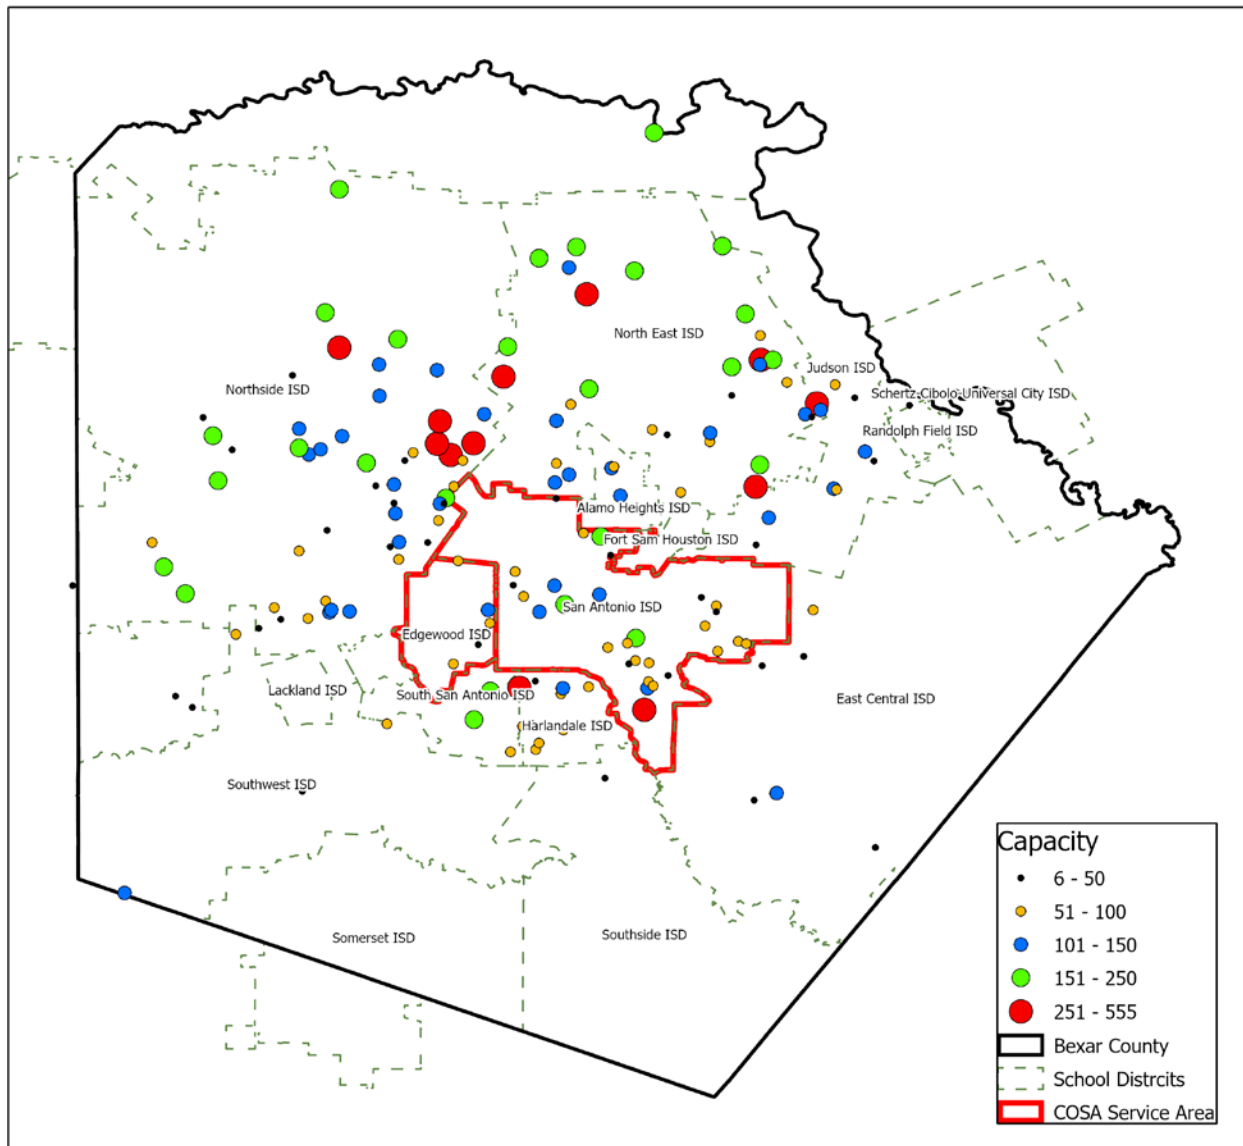 North East ISD
Judson ISD
Northside ISD
Schertz-Cibolo-Universal City ISD
Randolph Field ISD
Alamo Heights ISD
Fort Sam Houston ISD
San Antonio ISD
Edgewood ISD
Lackland ISD
South San Antonio ISD
East Central ISD
Harlandale ISD
Southwest ISD
Somerset ISD
Southside ISD
Capacity
6 - 50
51 - 100
101 - 150
151 - 250
251 - 555
Bexar County
School Distrcits
COSA Service Area